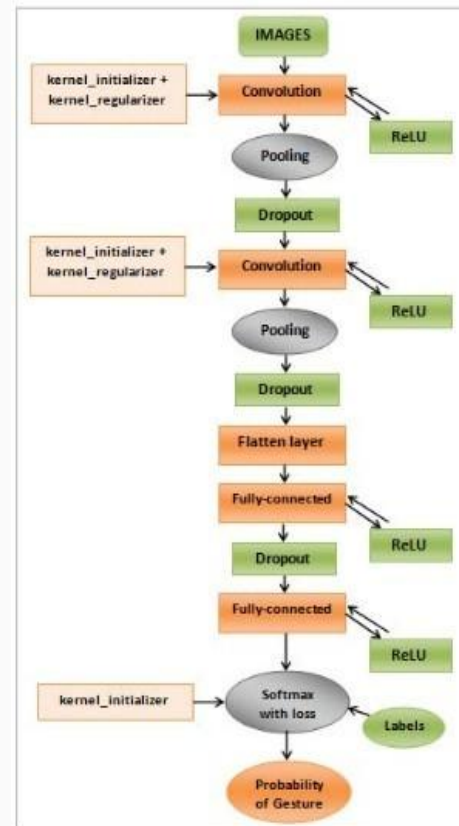 IMAGES
kernel_initializer +
kernel_regularizer
Convolution
ReLU
Pooling
Dropout
kernel_initializer +
kernel_regularizer
Convolution
ReLU
Pooling
Dropout
Flatten layer
Fully-connected
ReLU
Dropout
Fully-connected
ReLU
kernel_initializer
Softmax
with loss
Labels
Probability
of Gesture